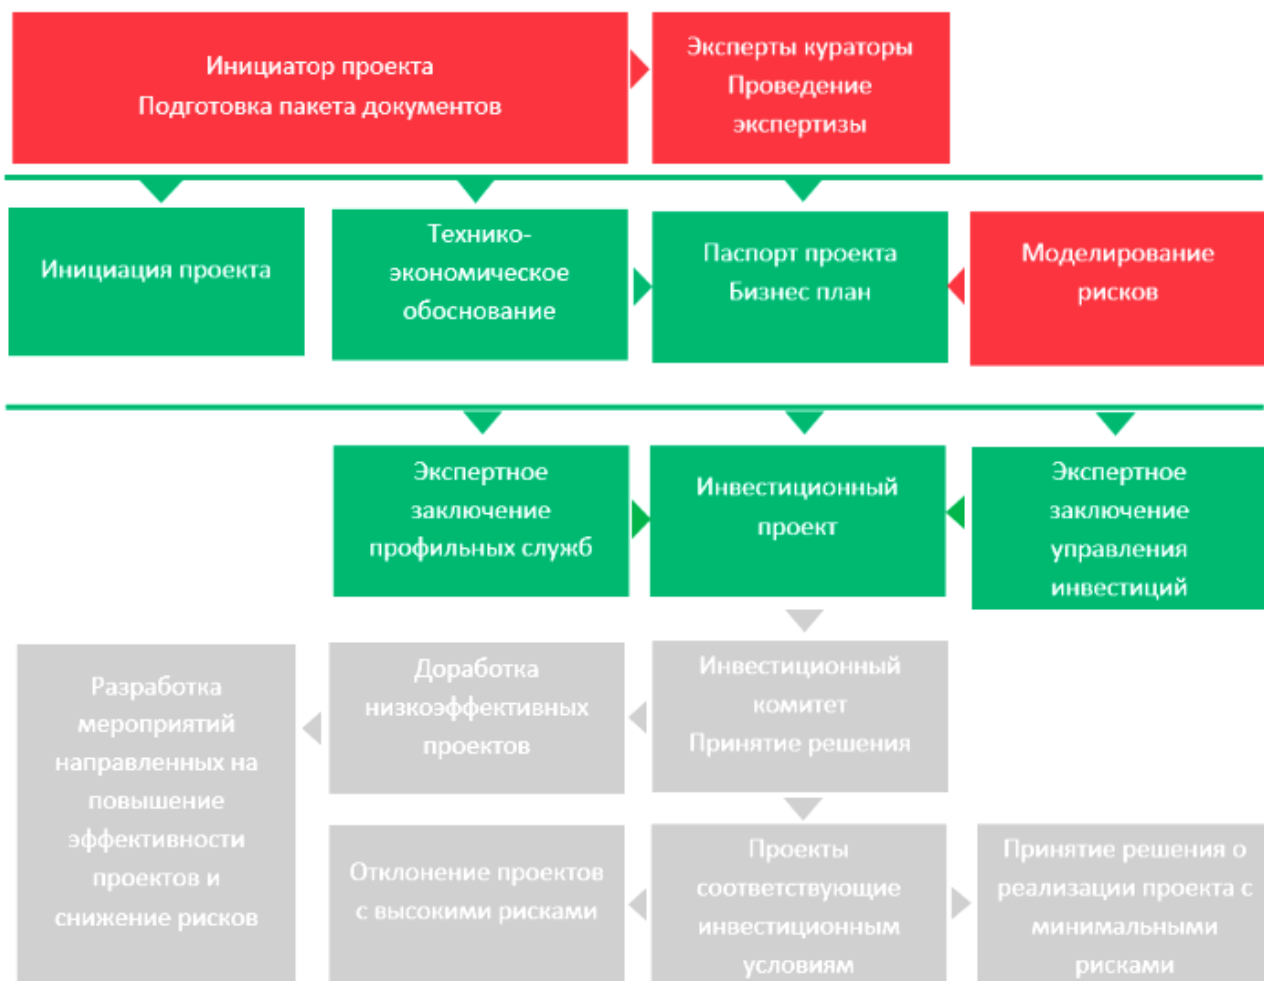 Инициатор проекта
Подготовка пакета документов
Эксперты кураторы
Проведение
экспертизы
Инициация проекта
Технико-
экономическое
обоснование
Паспорт проекта
Бизнес план
Моделирование
рисков
Экспертное
заключение
профильных служб
Инвестиционный
проект
Экспертное
заключение
управления
инвестиций
Разработка
мероприятий
направленных на
повышение
эффективности
проектов и
снижение рисков
Доработка
низкоэффективных
проектов
Инвестиционный
комитет
Принятие решения
Отклонение проектов
с высокими рисками
Проекты
соответствующие
инвестиционным
условиям
Принятие решения о
реализации проекта с
минимальными
рисками